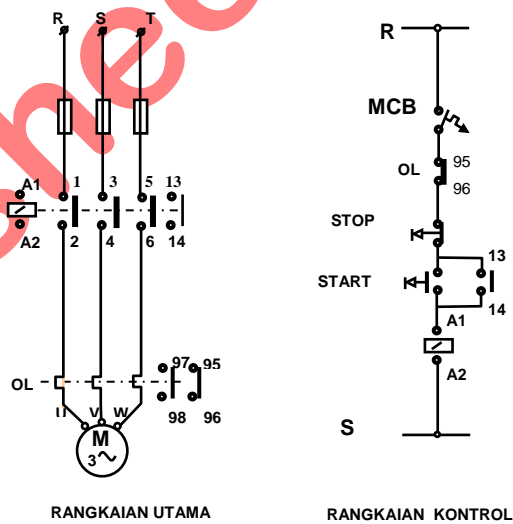 R S T
A1 1 3 5 13
A2 2 4 6 14
OL 97 95
98 96
U V W
M
3
RANGKAIAN UTAMA
R
MCB
OL 95
96
STOP
START 13
14
A1
A2
S
RANGKAIAN KONTROL